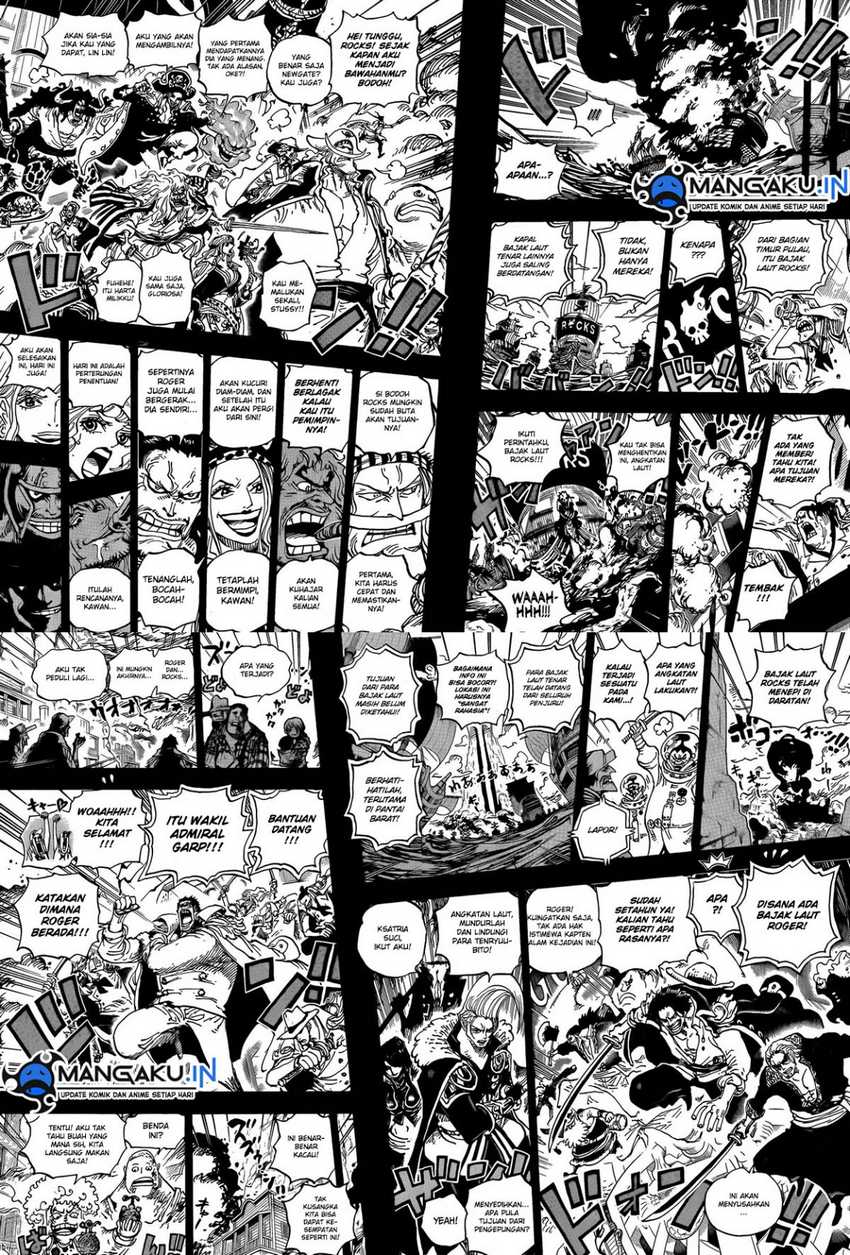 HEI TUNGGU,
ROCKS! SEJAK
KAPAN AKU
MENJADI
BAWAHANMU?
BODOH!
YANG
BENAR SAJA
NEWGATE?
KAU JUGA?
YANG PERTAMA
MENDAPATKANNYA
DIA YANG MENANG.
TAK ADA ALASAN,
OKE?!
AKU YANG AKAN
MENGAMBILNYA!
AKAN SIA-SIA
JIKA KAU YANG
DAPAT, LIN LIN!
KAU ME-
MALUKAN
SEKALI,
STUSSY!!
KAU JUGA
SAMA SAJA,
GLORIOSA!
FUHEHE!
ITU HARTA
MILIKKU!
SI BODOH
ROCKS MUNGKIN
SUDAH BUTA
AKAN TUJUAN-
NYA!
PERTAMA,
KITA HARUS
CEPAT DAN
MEMASTIKAN-
NYA!
BERHENTI
BERLAGAK
KALAU
KAU ITU
PEMIMPIN-
NYA!
AKAN
KUHAJAR
KALIAN
SEMUA!
AKAN KUCURI
DIAM-DIAM, DAN
SETELAH ITU
AKU AKAN PERGI
DARI SINI!
TETAPLAH
BERMIMPI,
KAWAN!
SEPERTINYA
ROGER
JUGA MULAI
BERGERAK...
DIA SENDIRI...
TENANGLAH,
BOCAH-
BOCAH!
HARI INI ADALAH
PERTERUNGAN
PENENTUAN!
ITULAH
RENCANANYA,
KAWAN...
AKU AKAN
SELESAIKAN
INI, HARI INI
JUGA!
APA-
APAAN...?
MANGAKU.IN
UPDATE KOMIK DAN ANIME SETIAP HARI
DARI BAGIAN
TIMUR PULAU,
ITU BAJAK
LAUT ROCKS!
KENAPA
???
TIDAK,
BUKAN
HANYA
MEREKA!
KAPAL
BAJAK LAUT
TENAR LAINNYA
JUGA SALING
BERDATANGAN!
ROCKS
TAK
ADA YANG
MEMBERI
TAHU KITA!
APA TUJUAN
MEREKA?!
TEMBAK
!!!
KAU TAK BISA
MENGHENTIKAN
INI, ANGKATAN
LAUT!
IKUTI
PERINTAHKU,
BAJAK LAUT
ROCKS!!!
WAAAH-
HHH!!!
APA YANG
TERJADI?
ROGER
DAN...
ROCKS...
INI MUNGKIN
AKHIRNYA...
AKU TAK
PEDULI LAGI...
BANTUAN
DATANG
!!!
ITU WAKIL
ADMIRAL
GARP!!!
WOAAHHH!!
KITA
SELAMAT
!!!
KATAKAN
DIMANA
ROGER
BERADA!!!
MANGAKU.IN
UPDATE KOMIK DAN ANIME SETIAP HARI
INI BENAR-
BENAR
KACAU!
TAK
KUSANGKA
KITA BISA
DAPAT KE-
SEMPATAN
SEPERTI INI!
BENDA
INI?
TENTU! AKU TAK
TAHU BUAH YANG
MANA SIH, KITA
LANGSUNG MAKAN
SAJA!
BAJAK LAUT
ROCKS TELAH
MENEPI DI
DARATAN!
APA YANG
ANGKATAN
LAUT
LAKUKAN?!
KALAU
TERJADI
SESUATU
PADA
KAMI...!
LAPOR!
PARA BAJAK
LAUT TENAR
TELAH DATANG
DARI SELURUH
PENJURU!
BAGAIMANA
INFO INI
BISA BOCOR?!
LOKASI INI
HARUSNYA
"SANGAT
RAHASIA"!
TUJUAN
DARI PARA
BAJAK LAUT
MASIH BELUM
DIKETAHUI!
BERHATI-
HATILAH,
TERUTAMA
DI PANTAI
BARAT!
DISANA ADA
BAJAK LAUT
ROGER!
APA
?!
SUDAH
SETAHUN YA!
KALIAN TAHU
SEPERTI APA
RASANYA?!
ROGER!
KUINGATKAN SAJA,
TAK ADA HAK
ISTIMEWA KAPTEN
DALAM KEJADIAN INI!
INI AKAN
MENYUSAHKAN
ANGKATAN LAUT,
MUNDURLAH
DAN LINDUNGI
PARA TENRYUU-
BITO!
KSATRIA
SUCI,
IKUT AKU!
MENYEDIHKAN...
APA PULA
TUJUAN DARI
PENGEPUNGAN?
YEAH!